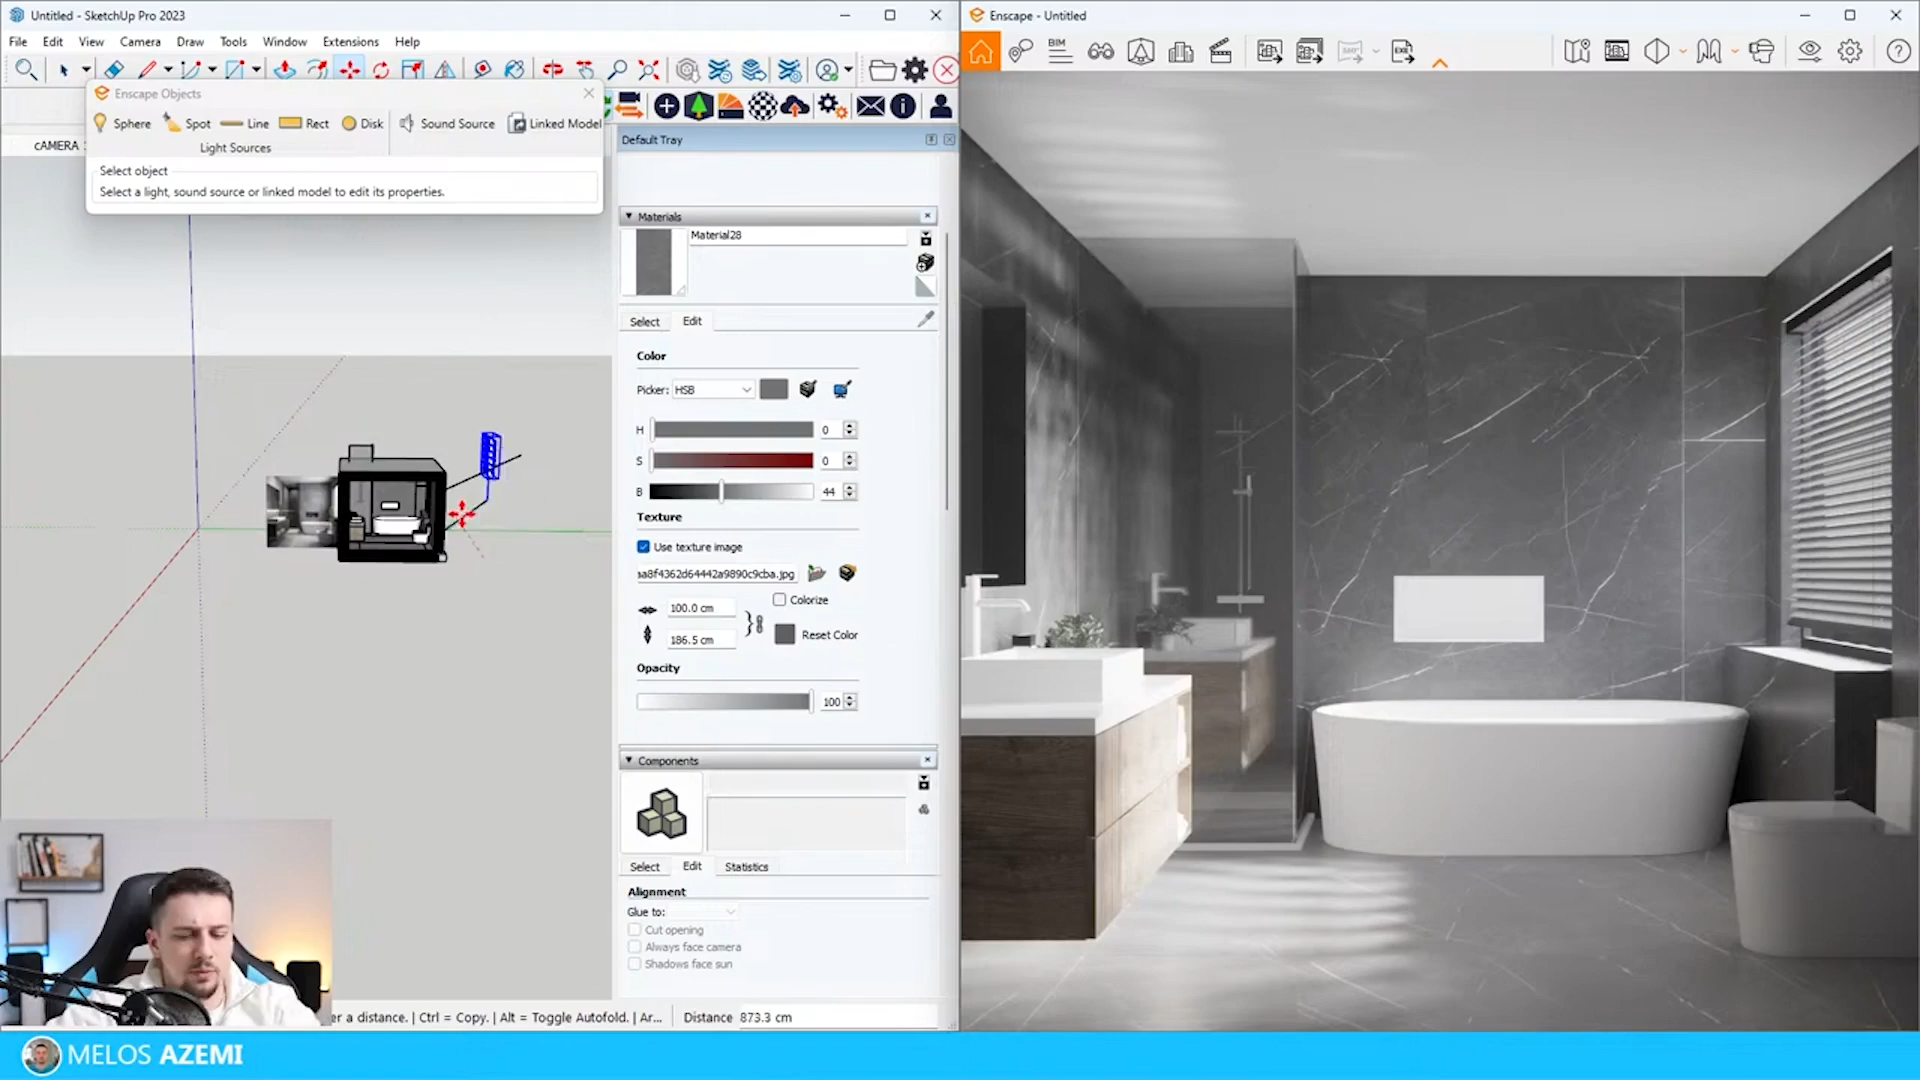 Untitled - SketchUp Pro 2023
File Edit View Camera Draw Tools Window Extensions Help
Enscape Objects
Sphere Spot Line Rect Disk Sound Source Linked Model
Light Sources
cAMERA
Select object
Select a light, sound source or linked model to edit its properties.
Default Tray
Materials
Material28
Select Edit
Color
Picker: HSB
H 0
S 0
B 44
Texture
Use texture image
a8f4362d64442a9890c9cba.jpg
Colorize
100.0 cm
186.5 cm
Reset Color
Opacity
100
Components
Select Edit Statistics
Alignment
Glue to:
Cut opening
Always face camera
Shadows face sun
er a distance. | Ctrl = Copy. | Alt = Toggle Autofold. | Ar... Distance 873.3 cm
Enscape - Untitled
BIM
EXE
MELOS AZEMI